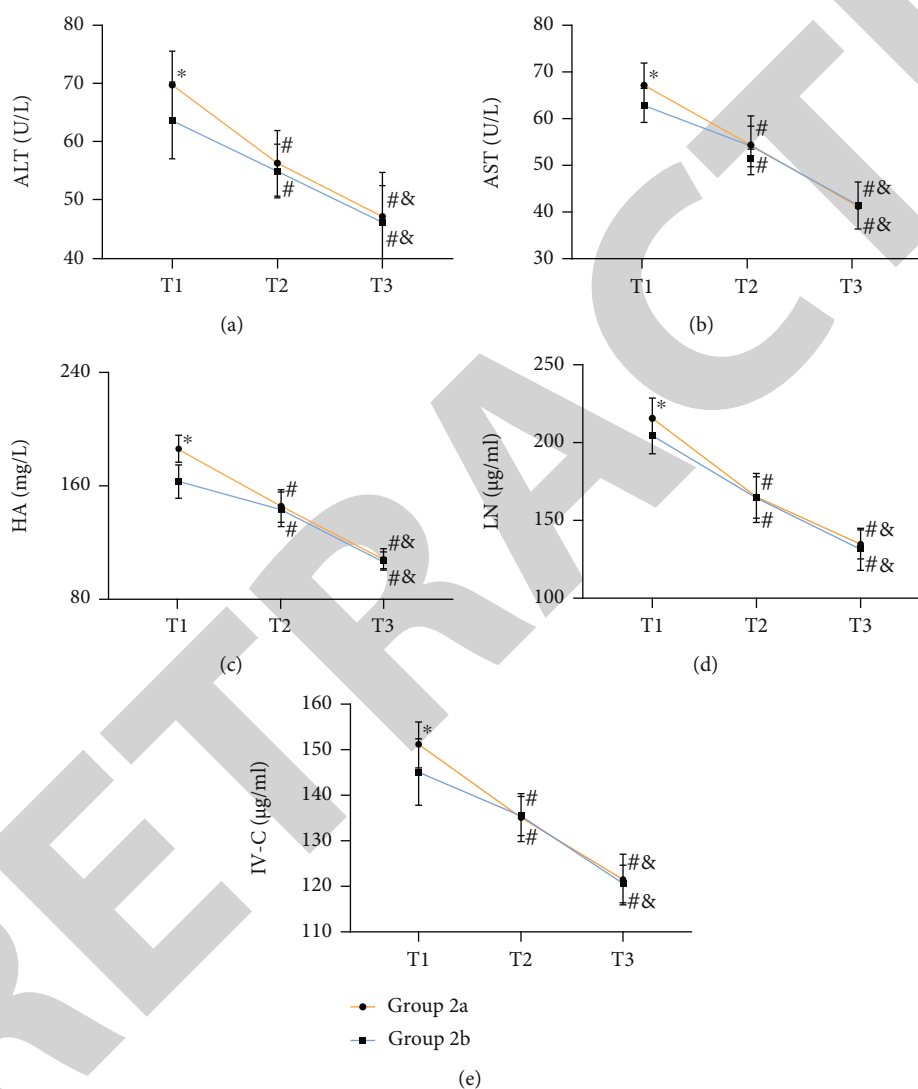 80
70
60
50
40
ALT (U/L)
*
#
#
#&
#&
T1 T2 T3
(a)
80
70
60
50
40
30
AST (U/L)
*
#
#
#&
#&
T1 T2 T3
(b)
240
160
80
HA (mg/L)
*
#
#
#&
#&
T1 T2 T3
(c)
250
200
150
100
LN (μg/ml)
*
#
#
#&
#&
T1 T2 T3
(d)
160
150
140
130
120
110
IV-C (μg/ml)
*
#
#
#&
#&
T1 T2 T3
Group 2a
Group 2b
(e)
RETRACT